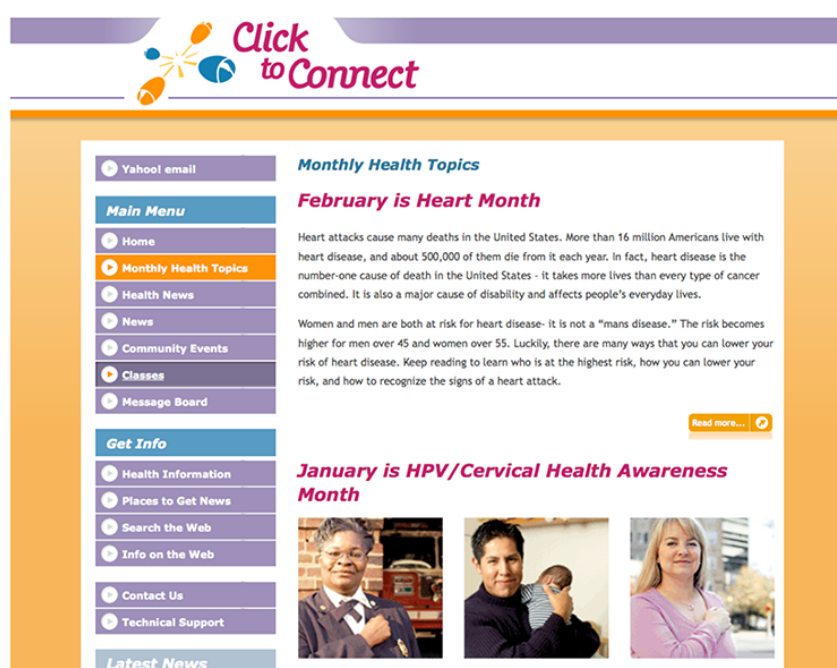 Click
to Connect
Yahoo! email
Main Menu
Home
Monthly Health Topics
Health News
News
Community Events
Classes
Message Board
Get Info
Health Information
Places to Get News
Search the Web
Info on the Web
Contact Us
Technical Support
Latest News
Monthly Health Topics
February is Heart Month
Heart attacks cause many deaths in the United States. More than 16 million Americans live with
heart disease, and about 500,000 of them die from it each year. In fact, heart disease is the
number-one cause of death in the United States - it takes more lives than every type of cancer
combined. It is also a major cause of disability and affects people's everyday lives.
Women and men are both at risk for heart disease- it is not a “mans disease.” The risk becomes
higher for men over 45 and women over 55. Luckily, there are many ways that you can lower your
risk of heart disease. Keep reading to learn who is at the highest risk, how you can lower your
risk, and how to recognize the signs of a heart attack.
Read more...
January is HPV/Cervical Health Awareness
Month